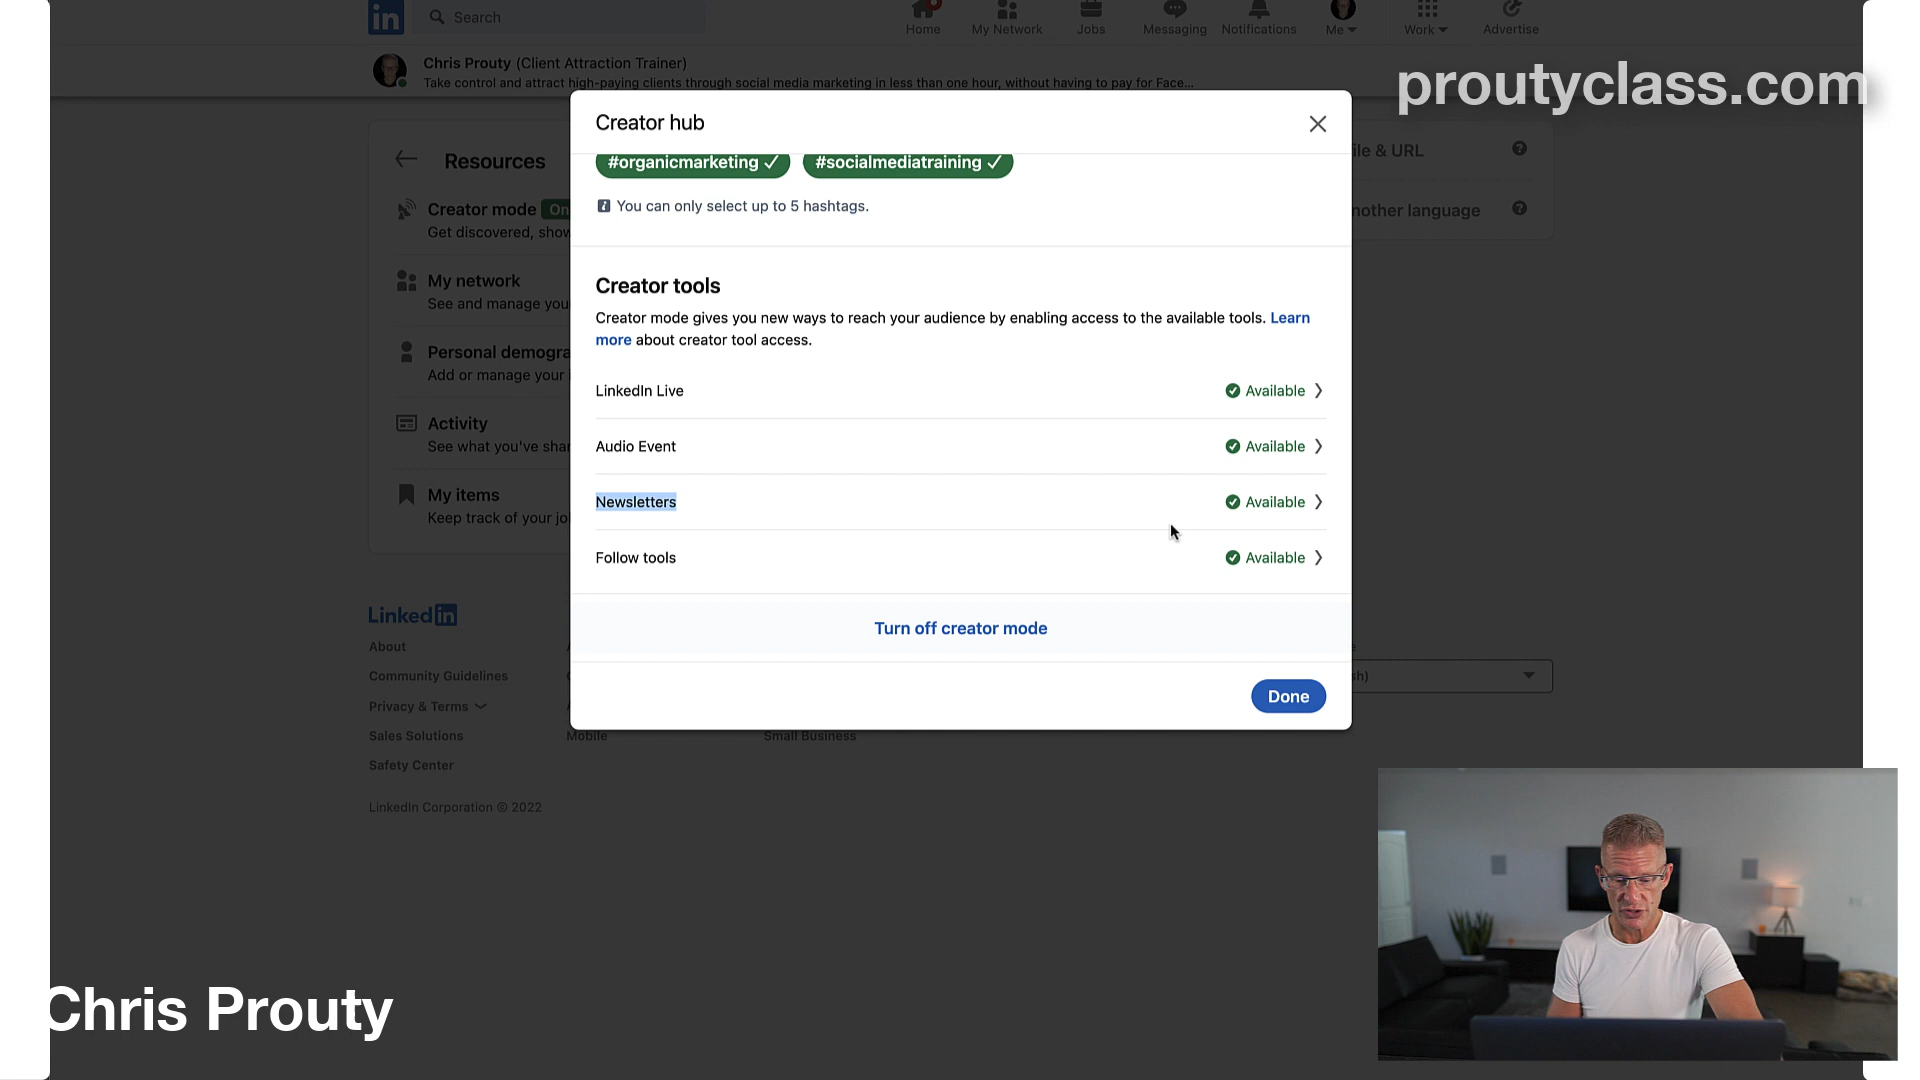 in
Search
Home
My Network
Jobs
Messaging
Notifications
Me
Work
Advertise
Chris Prouty (Client Attraction Trainer)
Take control and attract high-paying clients through social media marketing in less than one hour, without having to pay for Face...
proutyclass.com
Creator hub
#organicmarketing
#socialmediatraining
You can only select up to 5 hashtags.
Creator tools
Creator mode gives you new ways to reach your audience by enabling access to the available tools. Learn
more about creator tool access.
LinkedIn Live
Available
Audio Event
Available
Newsletters
Available
Follow tools
Available
Turn off creator mode
Done
Resources
Creator mode On
Get discovered, show
My network
See and manage you
Personal demogra
Add or manage your
Activity
See what you've sha
My items
Keep track of your jo
file & URL
nother language
LinkedIn
About
Community Guidelines
Privacy & Terms
Sales Solutions
Mobile
Small Business
Safety Center
LinkedIn Corporation © 2022
Chris Prouty